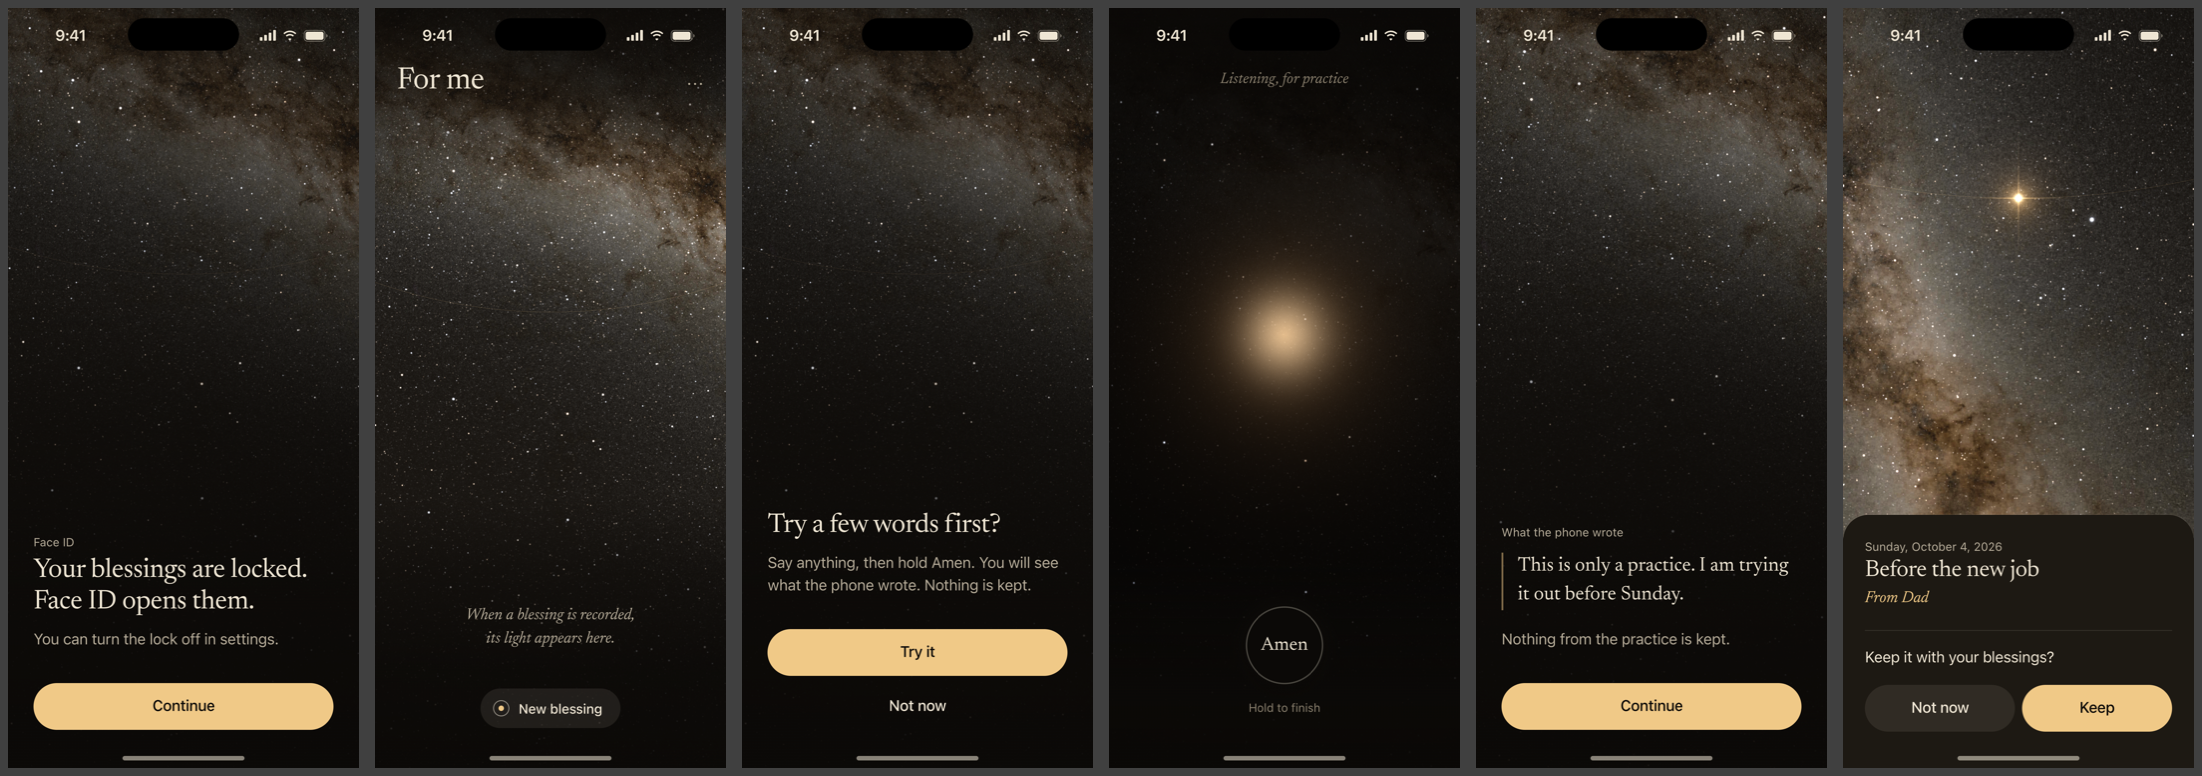 9:41
Face ID
Your blessings are locked.
Face ID opens them.
You can turn the lock off in settings.
Continue
9:41
For me
...
When a blessing is recorded,
its light appears here.
New blessing
9:41
Try a few words first?
Say anything, then hold Amen. You will see
what the phone wrote. Nothing is kept.
Try it
Not now
9:41
Listening, for practice
Amen
Hold to finish
9:41
What the phone wrote
This is only a practice. I am trying
it out before Sunday.
Nothing from the practice is kept.
Continue
9:41
Sunday, October 4, 2026
Before the new job
From Dad
Keep it with your blessings?
Not now
Keep